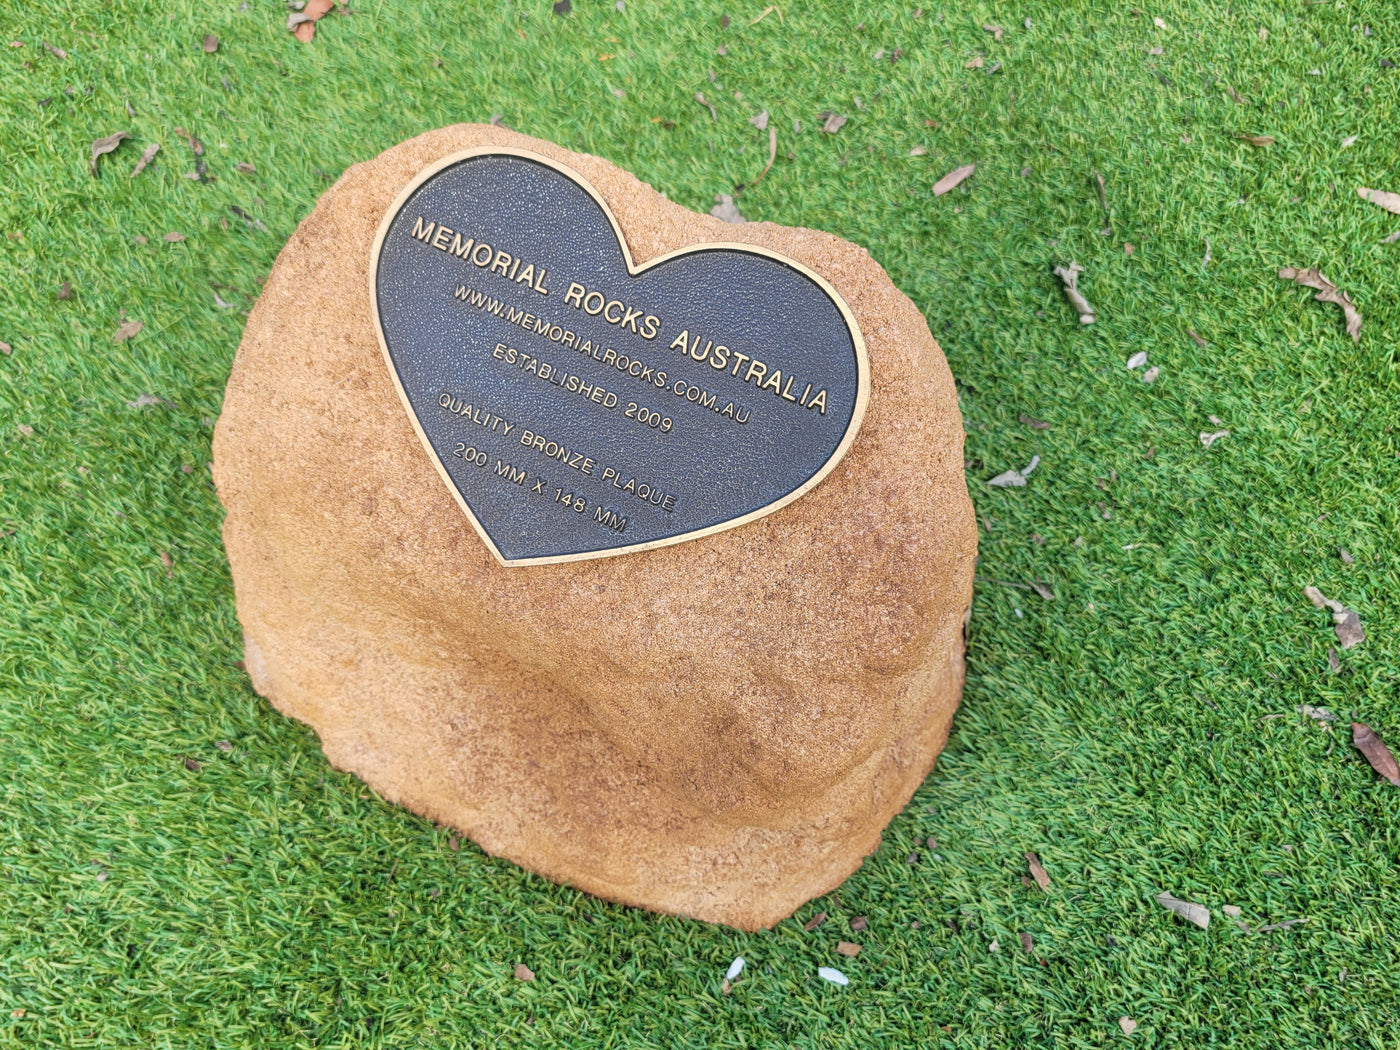 MEMORIAL ROCKS AUSTRALIA
WWW.MEMORIALROCKS.COM.AU
ESTABLISHED 2009
QUALITY BRONZE PLAQUE
200 MM X 148 MM